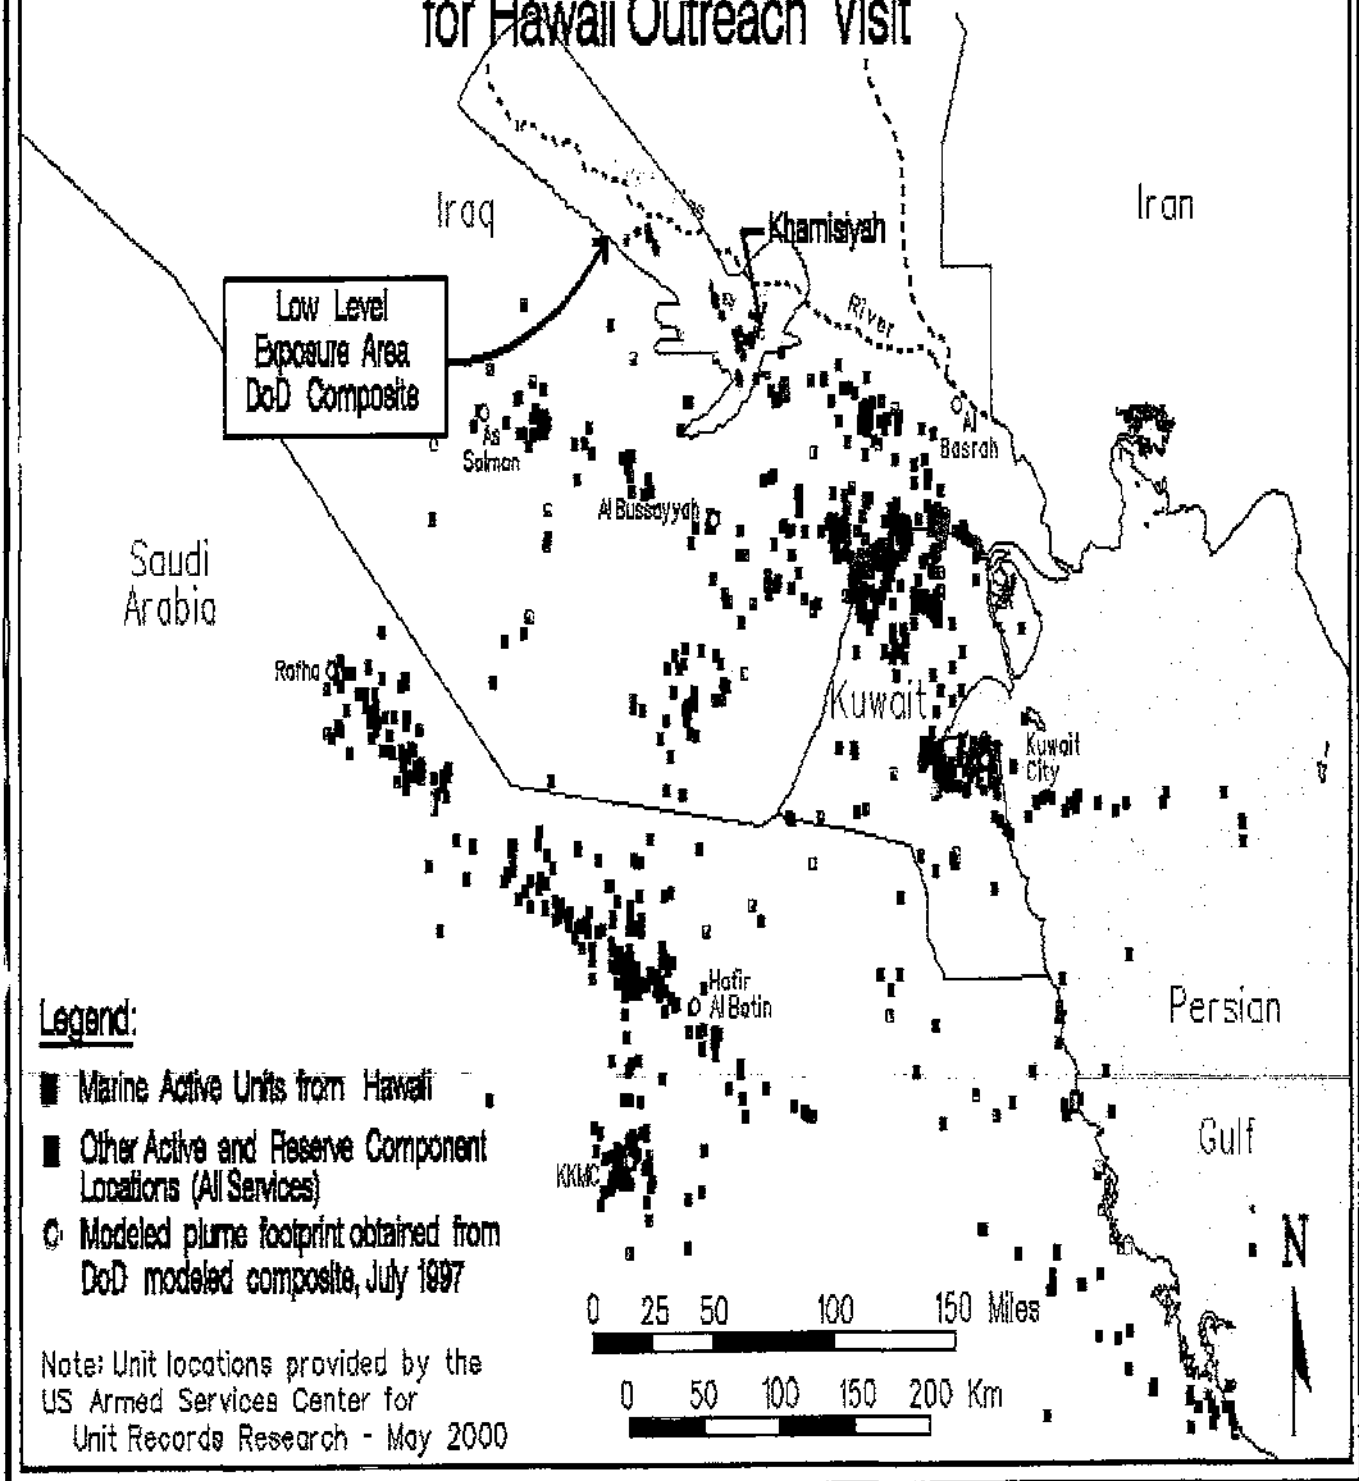 for Hawaii Outreach Visit
Iraq
Iran
Khamisiyah
River
Low Level
Exposure Area
DoD Composite
As
Salman
Al
Basrah
Al Bussayyah
Saudi
Arabia
Rafha
Kuwait
Kuwait
City
Hafir
Al Batin
Persian
Gulf
KKMC
Legend:
Marine Active Units from Hawaii
Other Active and Reserve Component
Locations (All Services)
Modeled plume footprint obtained from
DoD modeled composite, July 1997
N
0 25 50 100 150 Miles
0 50 100 150 200 Km
Note: Unit locations provided by the
US Armed Services Center for
Unit Records Research - May 2000